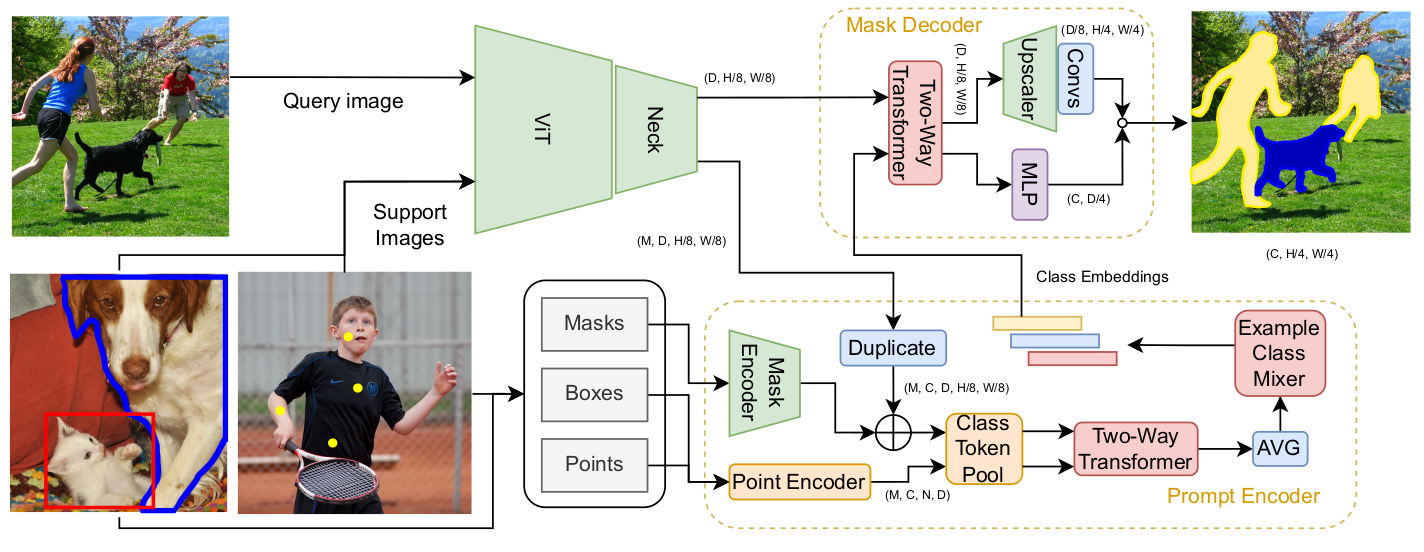 Mask Decoder
(D/8, H/4, W/4)
(D, H/8, W/8)
(D, H/8, W/8)
Upscaler
Convs
Query image
ViT
Neck
Two-Way
Transformer
MLP
(C, D/4)
Support
Images
(M, D, H/8, W/8)
(C, H/4, W/4)
Class Embeddings
Masks
Boxes
Points
Mask
Encoder
Duplicate
(M, C, D, H/8, W/8)
Example
Class
Mixer
Class
Token
Pool
Two-Way
Transformer
AVG
Point Encoder
(M, C, N, D)
Prompt Encoder